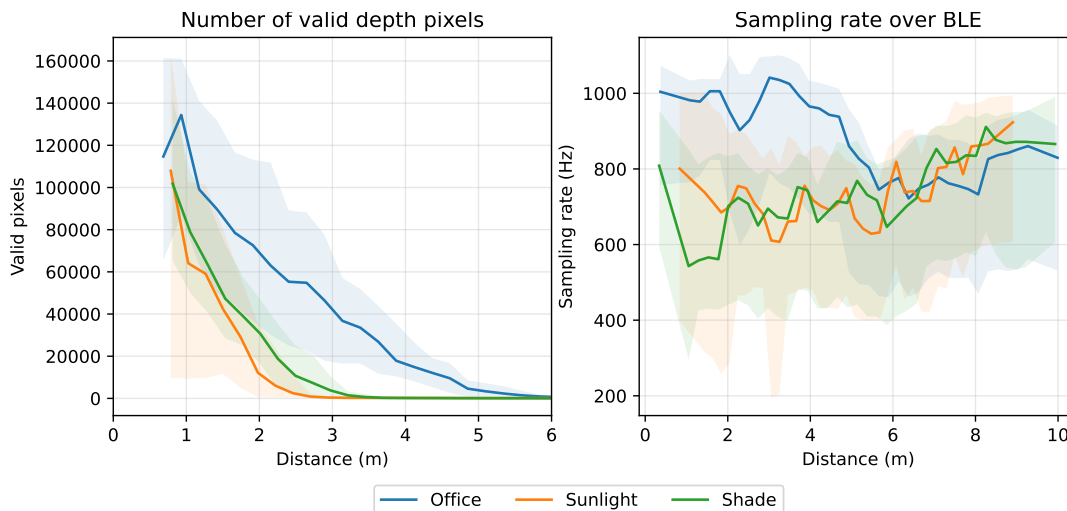 Number of valid depth pixels
Valid pixels
160000
140000
120000
100000
80000
60000
40000
20000
0
0 1 2 3 4 5 6
Distance (m)
Sampling rate over BLE
Sampling rate (Hz)
1000
800
600
400
200
0 2 4 6 8 10
Distance (m)
Office Sunlight Shade